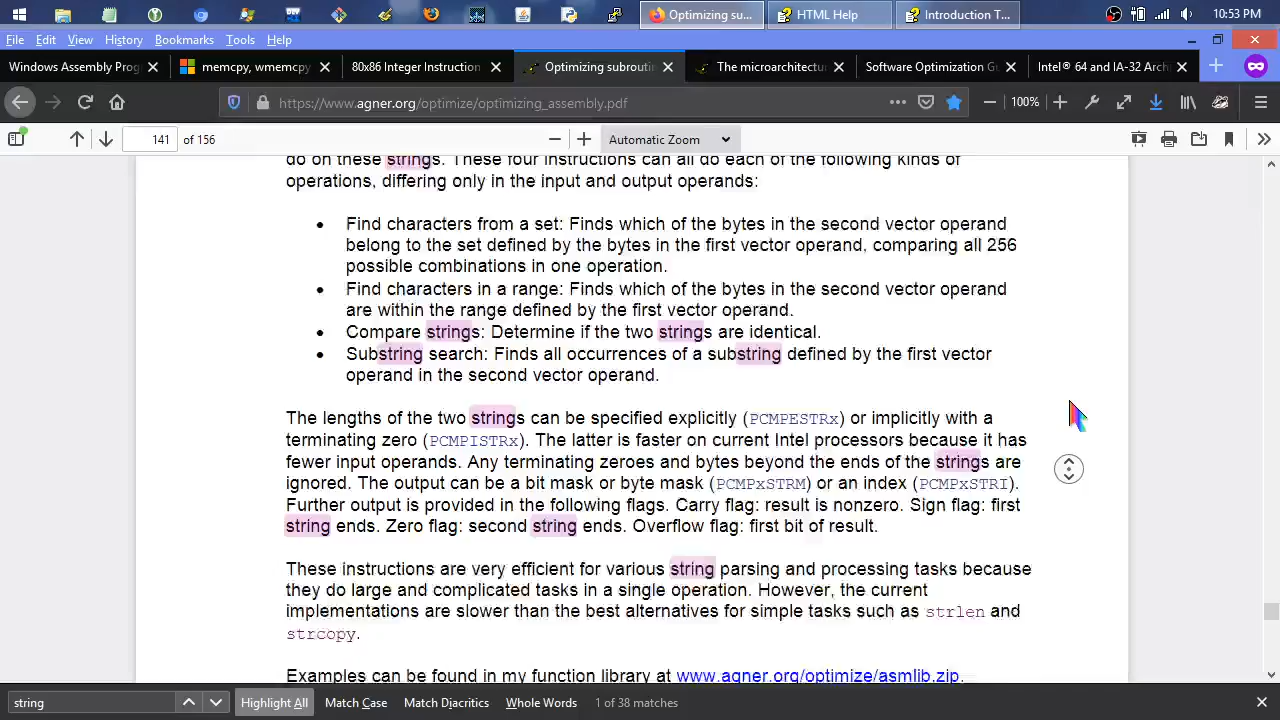 Optimizing su...
HTML Help
Introduction T...
10:53 PM
File Edit View History Bookmarks Tools Help
Windows Assembly Prog
memcpy, wmemcpy
80x86 Integer Instruction
Optimizing subroutin
The microarchitectur
Software Optimization Gu
Intel® 64 and IA-32 Arch
https://www.agner.org/optimize/optimizing_assembly.pdf
100%
141 of 156
Automatic Zoom
do on these strings. These four instructions can all do each of the following kinds of
operations, differing only in the input and output operands:
• Find characters from a set: Finds which of the bytes in the second vector operand
belong to the set defined by the bytes in the first vector operand, comparing all 256
possible combinations in one operation.
• Find characters in a range: Finds which of the bytes in the second vector operand
are within the range defined by the first vector operand.
• Compare strings: Determine if the two strings are identical.
• Substring search: Finds all occurrences of a substring defined by the first vector
operand in the second vector operand.
The lengths of the two strings can be specified explicitly (PCMPESTRx) or implicitly with a
terminating zero (PCMPISTRx). The latter is faster on current Intel processors because it has
fewer input operands. Any terminating zeroes and bytes beyond the ends of the strings are
ignored. The output can be a bit mask or byte mask (PCMPxSTRM) or an index (PCMPxSTRI).
Further output is provided in the following flags. Carry flag: result is nonzero. Sign flag: first
string ends. Zero flag: second string ends. Overflow flag: first bit of result.
These instructions are very efficient for various string parsing and processing tasks because
they do large and complicated tasks in a single operation. However, the current
implementations are slower than the best alternatives for simple tasks such as strlen and
strcopy.
Examples can be found in my function library at www.agner.org/optimize/asmlib.zip.
string
Highlight All Match Case Match Diacritics Whole Words 1 of 38 matches